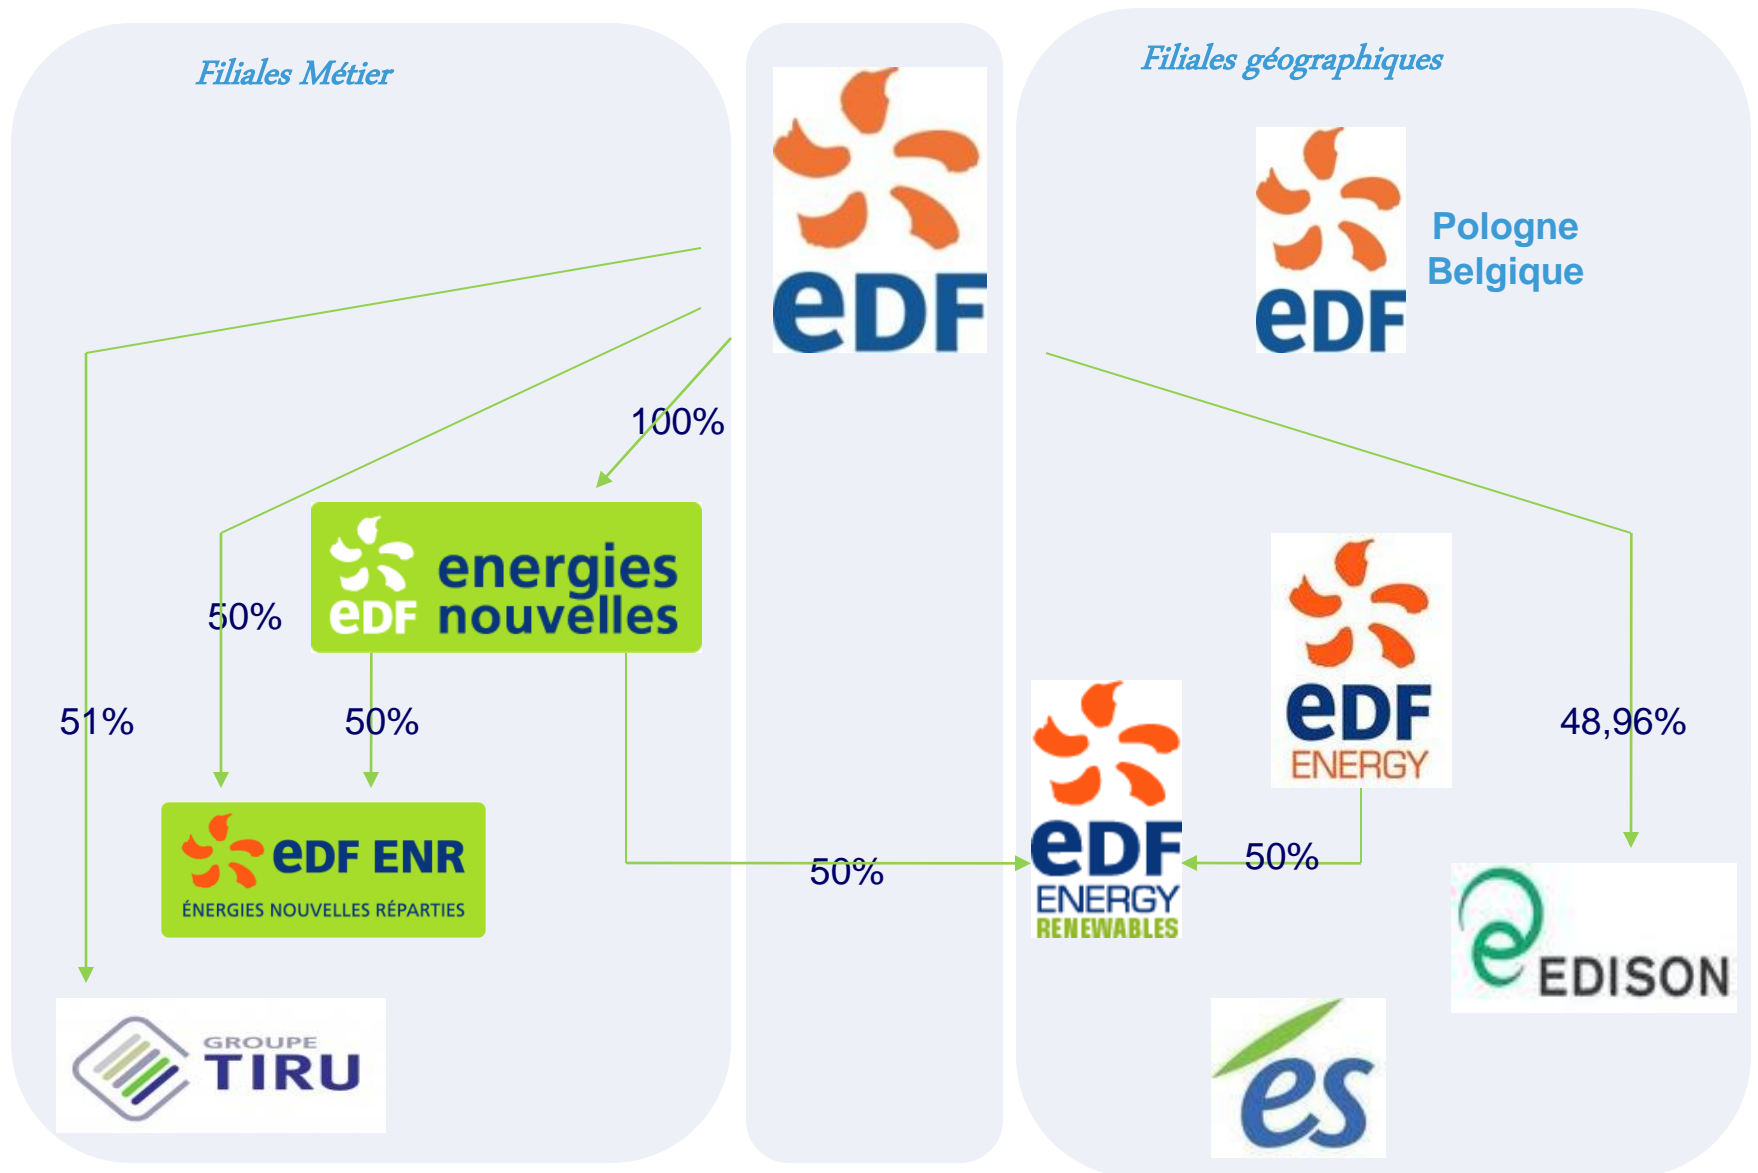 Filiales Métier
Filiales géographiques
eDF
eDF
Pologne
Belgique
100%
eDF
energies
nouvelles
50%
51%
50%
48,96%
eDF
ENERGY
eDF
ENERGY
RENEWABLES
50%
50%
eDF ENR
ÉNERGIES NOUVELLES RÉPARTIES
EDISON
GROUPE
TIRU
és